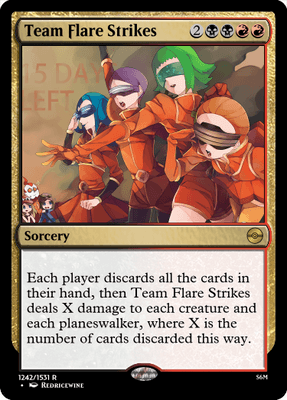 Team Flare Strikes 2
15 DAY
LEFT
Sorcery
Each player discards all the cards in
their hand, then Team Flare Strikes
deals X damage to each creature and
each planeswalker, where X is the
number of cards discarded this way.
1242/1531 R
S6M
• Redricewine